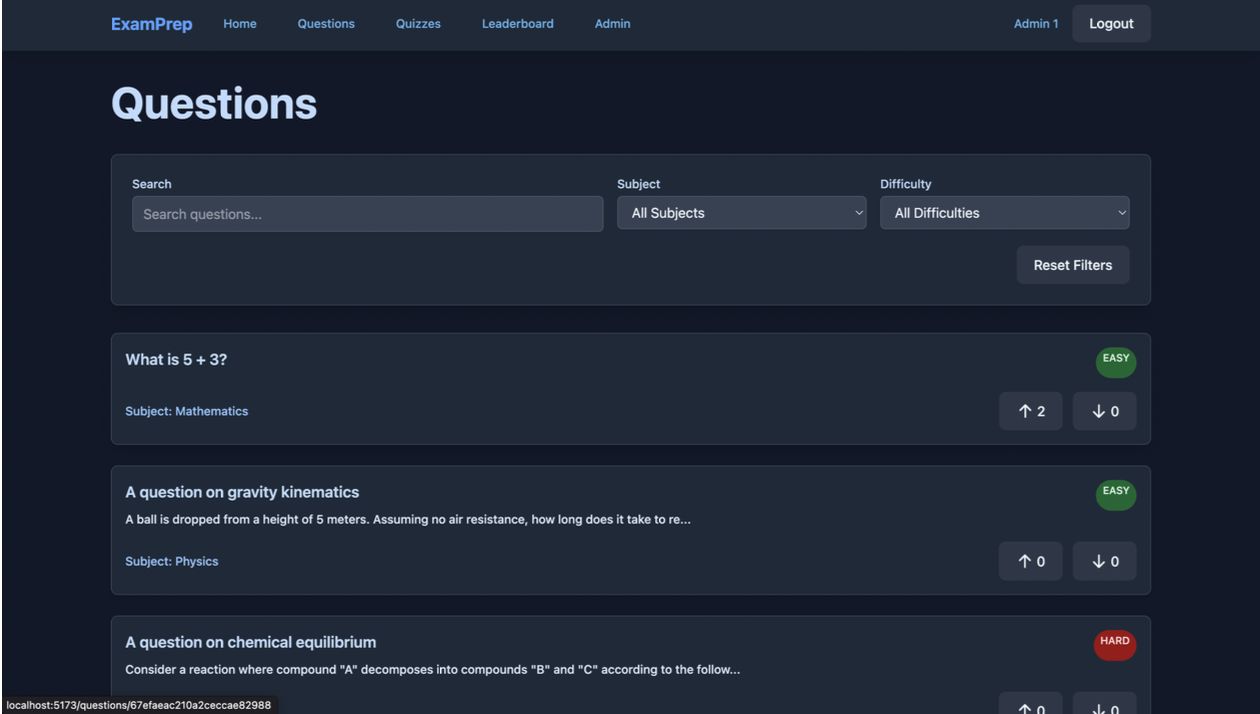 ExamPrep Home Questions Quizzes Leaderboard Admin Admin 1 Logout
Questions
Search Subject Difficulty
Search questions... All Subjects All Difficulties
Reset Filters
What is 5 + 3? EASY
Subject: Mathematics ↑ 2 ↓ 0
A question on gravity kinematics EASY
A ball is dropped from a height of 5 meters. Assuming no air resistance, how long does it take to re...
Subject: Physics ↑ 0 ↓ 0
A question on chemical equilibrium HARD
Consider a reaction where compound "A" decomposes into compounds "B" and "C" according to the follow...
↑ 0 ↓ 0
localhost:5173/questions/67efaeac210a2ceccae82988